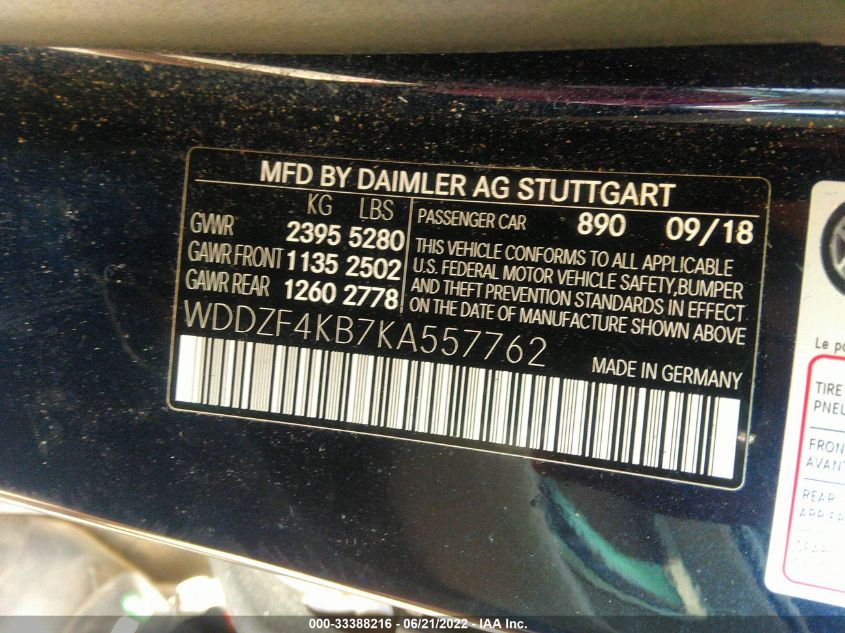 MFD BY DAIMLER AG STUTTGART
KG LBS
GVWR 2395 5280
GAWR FRONT 1135 2502
GAWR REAR 1260 2778
PASSENGER CAR 890 09/18
THIS VEHICLE CONFORMS TO ALL APPLICABLE
U.S. FEDERAL MOTOR VEHICLE SAFETY,BUMPER
AND THEFT PREVENTION STANDARDS IN EFFECT
ON THE DATE OF MANUFACTURE SHOWN ABOVE
WDDZF4KB7KA557762
MADE IN GERMANY
Le
TIRE
PNEU
FRON
AVANT
REAR
000-33388216 - 06/21/2022 - IAA Inc.